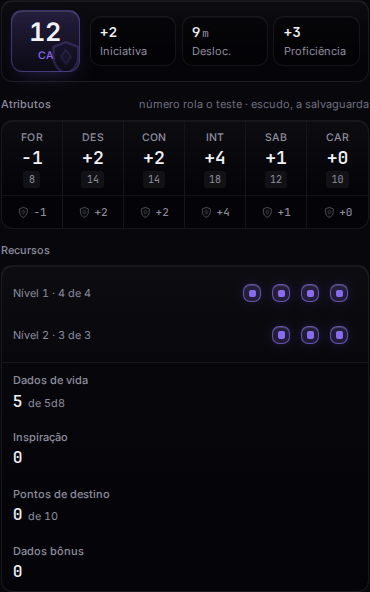 12
CA
+2
Iniciativa
9 m
Desloc.
+3
Proficiência
Atributos número rola o teste · escudo, a salvaguarda
FOR DES CON INT SAB CAR
-1 +2 +2 +4 +1 +0
8 14 14 18 12 10
-1 +2 +2 +4 +1 +0
Recursos
Nível 1 · 4 de 4
Nível 2 · 3 de 3
Dados de vida
5 de 5d8
Inspiração
0
Pontos de destino
0 de 10
Dados bônus
0